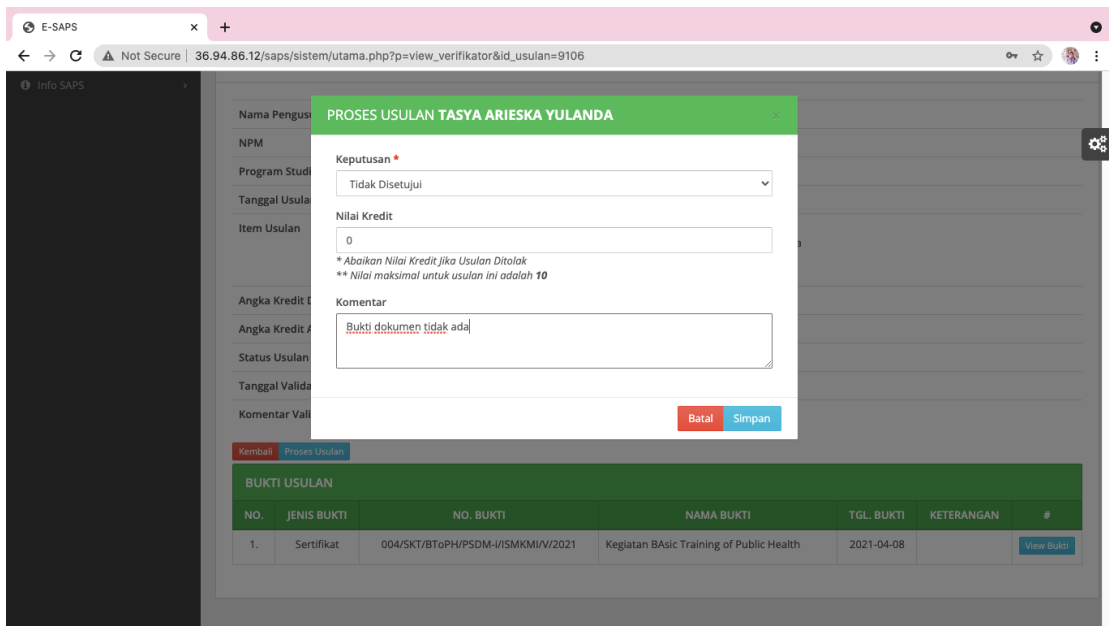 E-SAPS
Not Secure | 36.94.86.12/saps/sistem/utama.php?p=view_verifikator&id_usulan=9106
Info SAPS
PROSES USULAN TASYA ARIESKA YULANDA
Nama Pengus
NPM
Keputusan *
Program Studi
Tidak Disetujui
Tanggal Usula
Nilai Kredit
Item Usulan
0
* Abaikan Nilai Kredit Jika Usulan Ditolak
** Nilai maksimal untuk usulan ini adalah 10
Angka Kredit D
Komentar
Angka Kredit A
Bukti dokumen tidak ada
Status Usulan
Tanggal Valida
Komentar Vali
Batal Simpan
Kembali Proses Usulan
BUKTI USULAN
NO. JENIS BUKTI NO. BUKTI NAMA BUKTI TGL. BUKTI KETERANGAN #
1. Sertifikat 004/SKT/BToPH/PSDM-i/ISMKMI/V/2021 Kegiatan BAsic Training of Public Health 2021-04-08 View Bukti